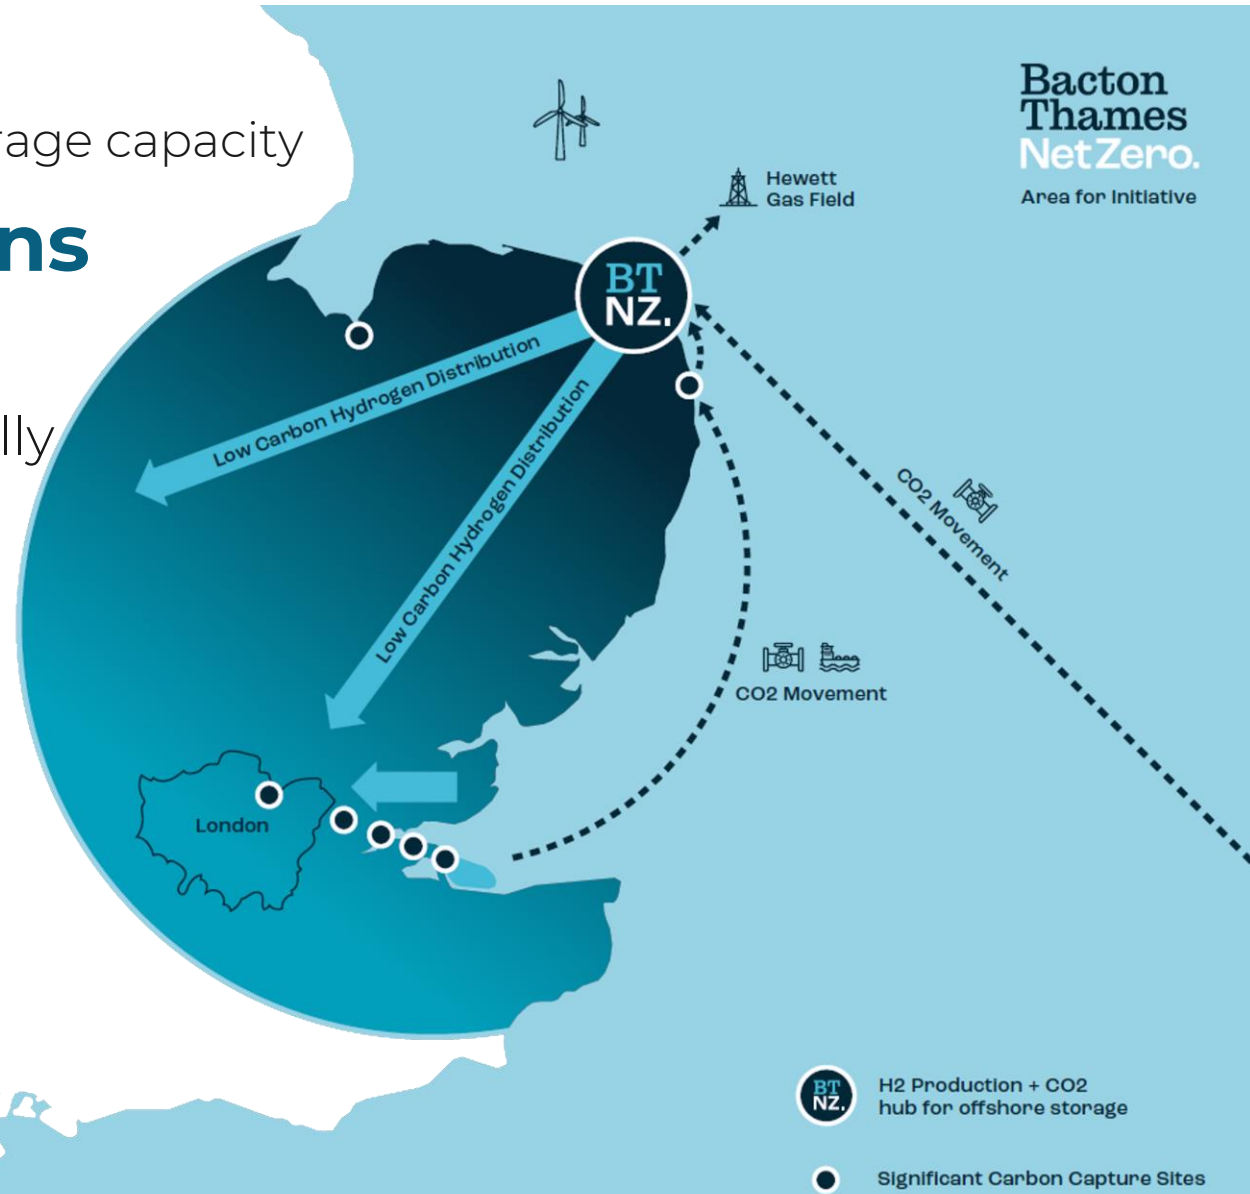 rage capacity
ns
lly
Bacton
Thames
NetZero.
Area for Initiative
Hewett
Gas Field
BT
NZ.
Low Carbon Hydrogen Distribution
Low Carbon Hydrogen Distribution
CO2 Movement
CO2 Movement
London
BT
NZ.
H2 Production + CO2
hub for offshore storage
Significant Carbon Capture Sites